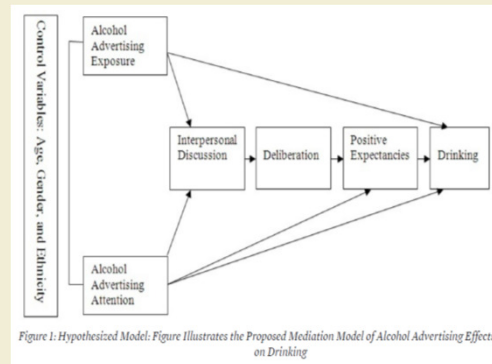 Control Variables: Age, Gender, and Ethnicity
Alcohol
Advertising
Exposure
Interpersonal
Discussion
Deliberation
Positive
Expectancies
Drinking
Alcohol
Advertising
Attention
Figure 1: Hypothesized Model: Figure Illustrates the Proposed Mediation Model of Alcohol Advertising Effect
on Drinking